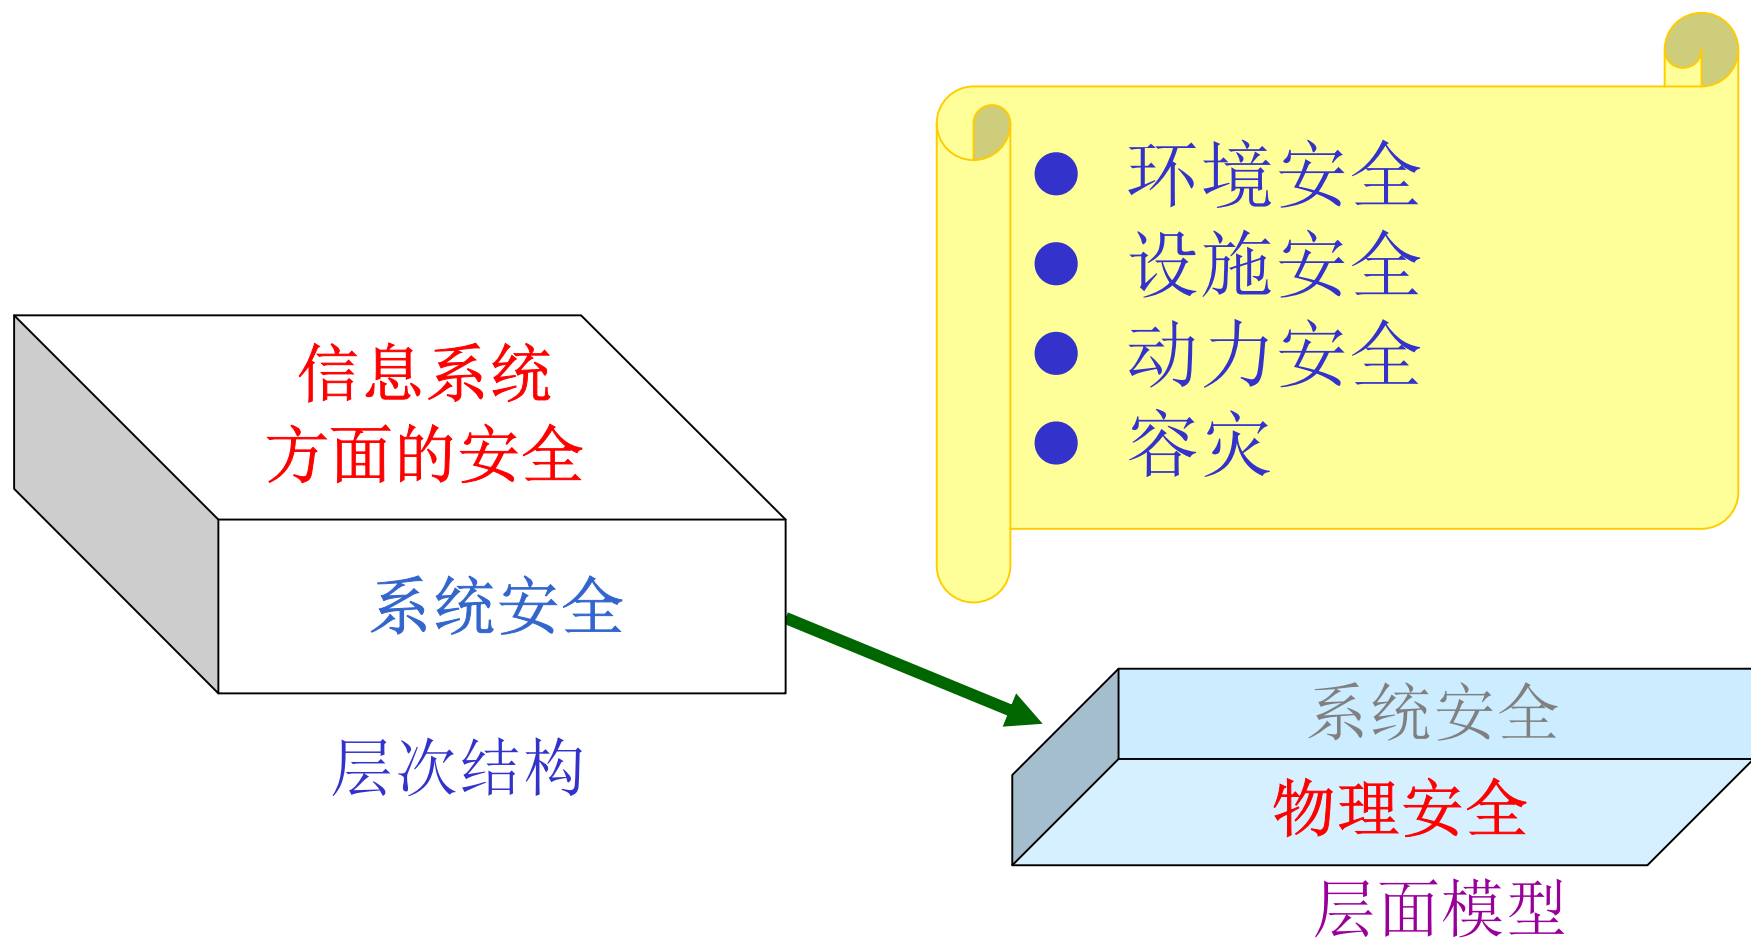 环境安全
设施安全
动力安全
容灾
信息系统
方面的安全
系统安全
层次结构
系统安全
物理安全
层面模型